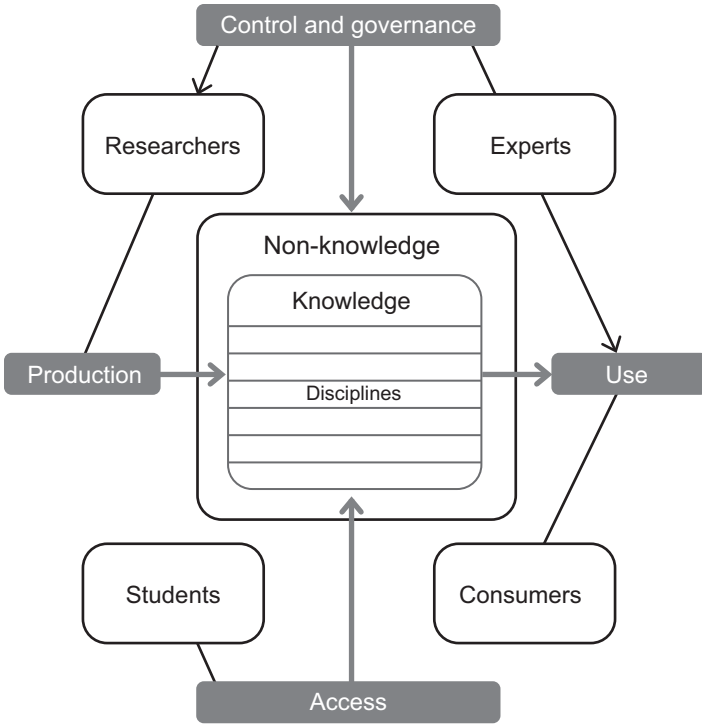 Control and governance
Researchers
Experts
Non-knowledge
Knowledge
Production
Disciplines
Use
Students
Consumers
Access